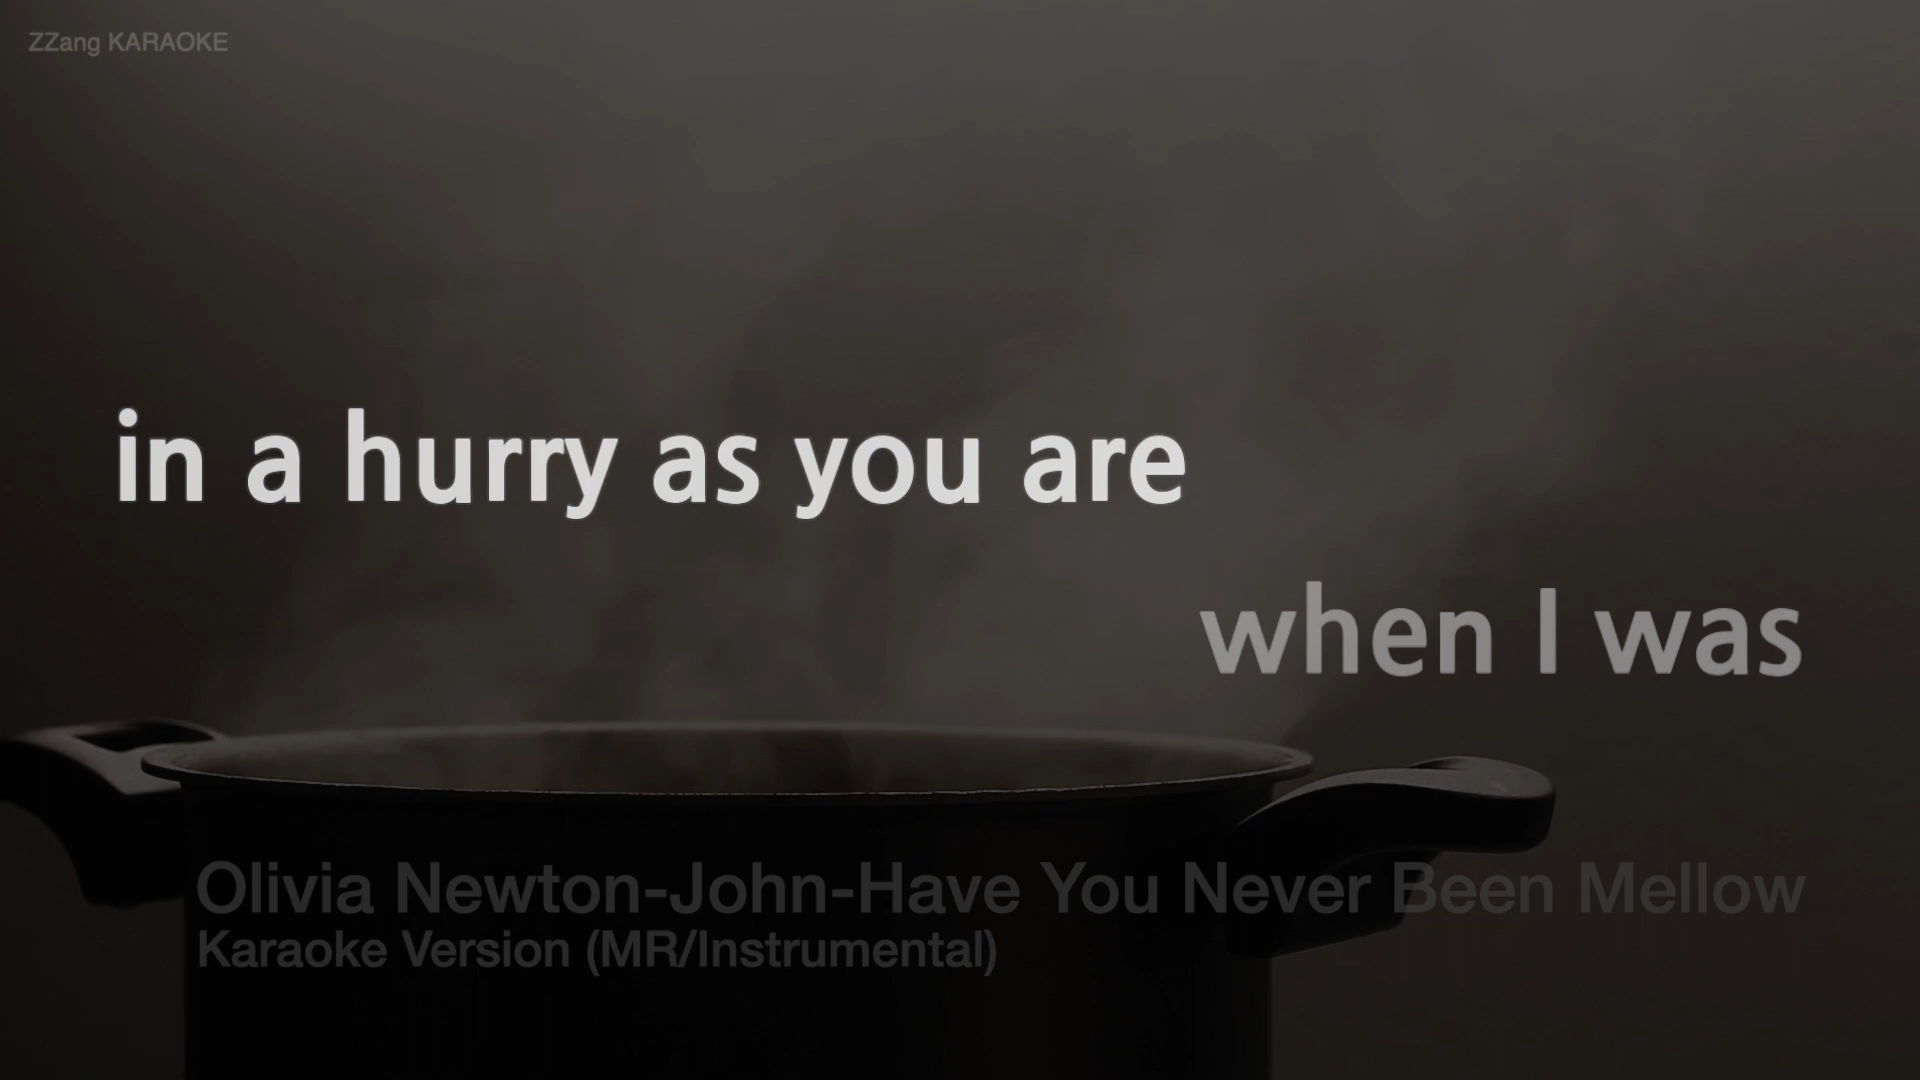 ZZang KARAOKE
in a hurry as you are
when I was
Olivia Newton-John-Have You Never Been Mellow
Karaoke Version (MR/Instrumental)